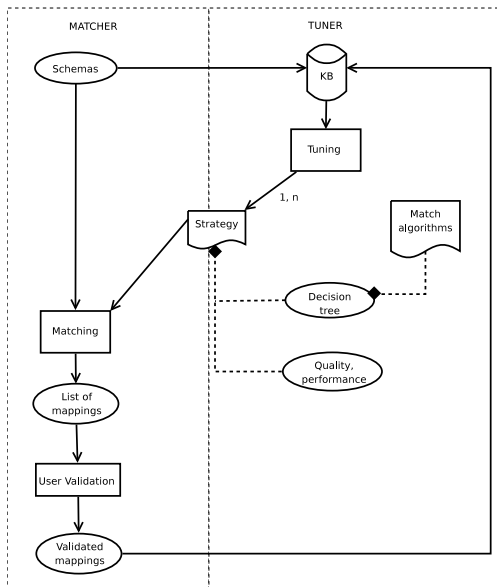 MATCHER
TUNER
Schemas
KB
Tuning
1, n
Strategy
Match
algorithms
Decision
tree
Matching
Quality,
performance
List of
mappings
User Validation
Validated
mappings